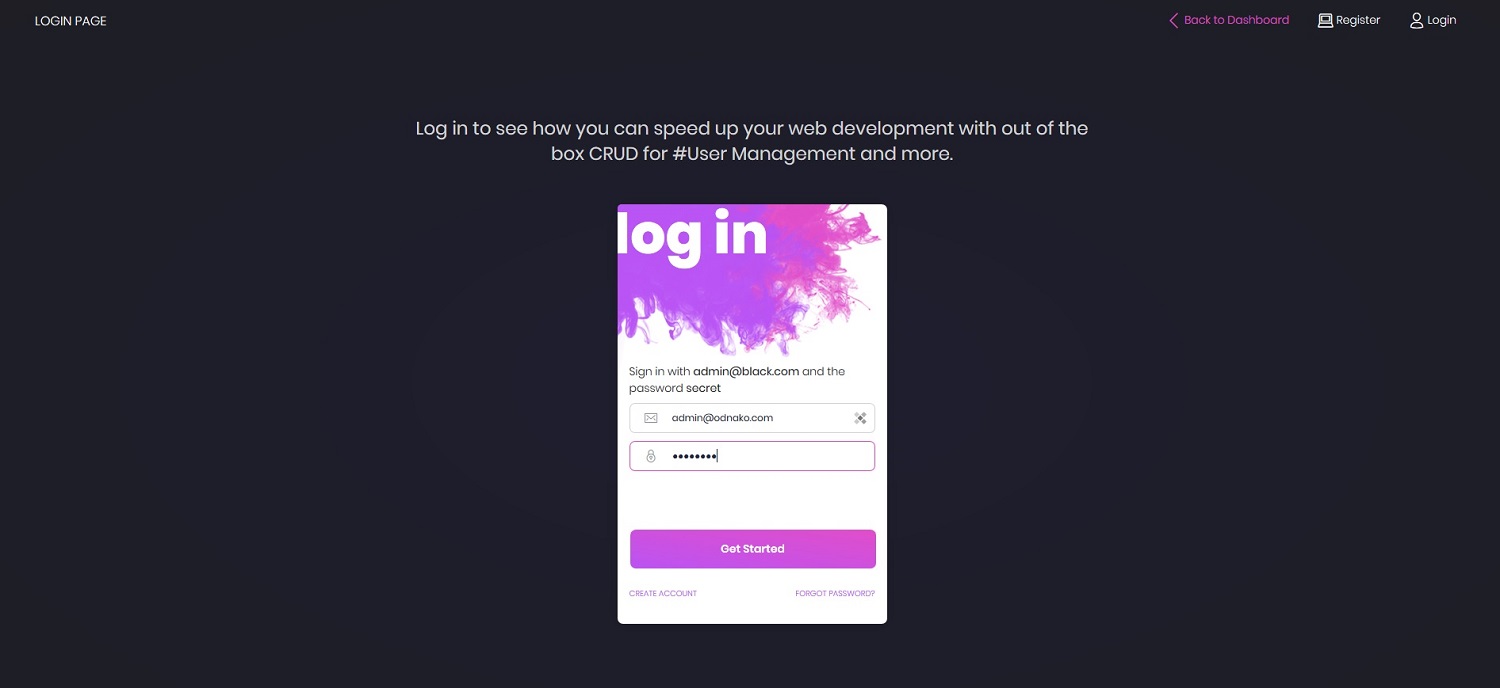 LOGIN PAGE
Back to Dashboard
Register
Login
Log in to see how you can speed up your web development with out of the
box CRUD for #User Management and more.
log in
Sign in with admin@black.com and the
password secret
admin@odnako.com
••••••••
Get Started
CREATE ACCOUNT
FORGOT PASSWORD?